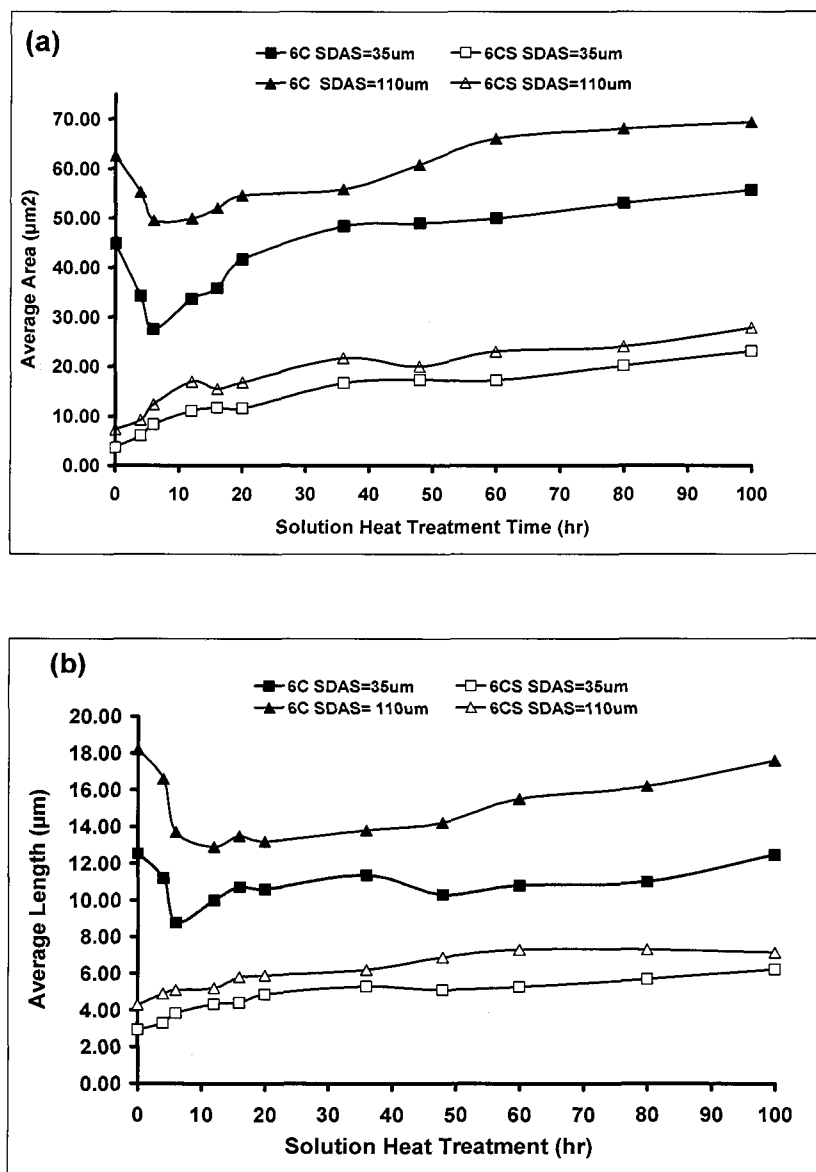 (a)
6C SDAS=35um 6CS SDAS=35um
6C SDAS=110um 6CS SDAS=110um
Average Area (µm2)
70.00
60.00
50.00
40.00
30.00
20.00
10.00
0.00
0 10 20 30 40 50 60 70 80 90 100
Solution Heat Treatment Time (hr)
(b)
6C SDAS=35um 6CS SDAS=35um
6C SDAS= 110um 6CS SDAS=110um
Average Length (µm)
20.00
18.00
16.00
14.00
12.00
10.00
8.00
6.00
4.00
2.00
0.00
0 10 20 30 40 50 60 70 80 90 100
Solution Heat Treatment (hr)